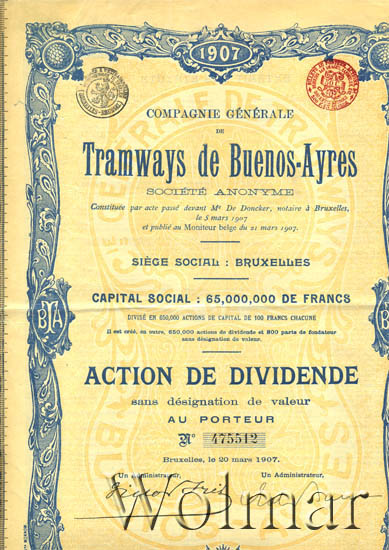 1907
COMPAGNIE GÉNÉRALE
DE
Tramways de Buenos-Ayres
SOCIÉTÉ ANONYME
Constituée par acte passé devant Me De Doncker, notaire à Bruxelles,
le 5 mars 1907
et publié au Moniteur belge du 21 mars 1907.
SIÈGE SOCIAL : BRUXELLES
CAPITAL SOCIAL : 65,000,000 DE FRANCS
DIVISÉ EN 650,000 ACTIONS DE CAPITAL DE 100 FRANCS CHACUNE
Il est créé, en outre, 650,000 actions de dividende et 800 parts de fondateur
sans désignation de valeur.
BTA
ACTION DE DIVIDENDE
sans désignation de valeur
AU PORTEUR
No 475512
Bruxelles, le 20 mars 1907.
Un administrateur, Un Administrateur,
Wolmar